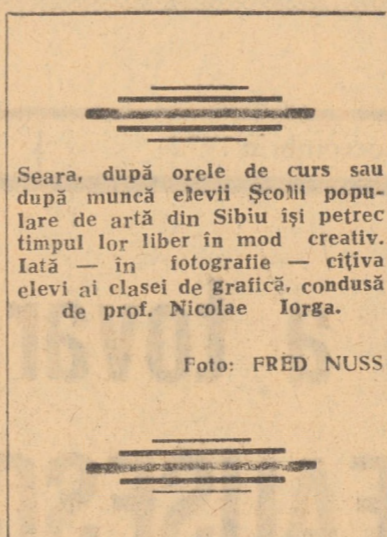 Seara, după orele de curs sau
după muncă elevii Școlii popu-
lare de artă din Sibiu își petrec
timpul lor liber în mod creativ.
Iată — în fotografie — cîțiva
elevi ai clasei de grafică, condusă
de prof. Nicolae Iorga.
Foto: FRED NUSS